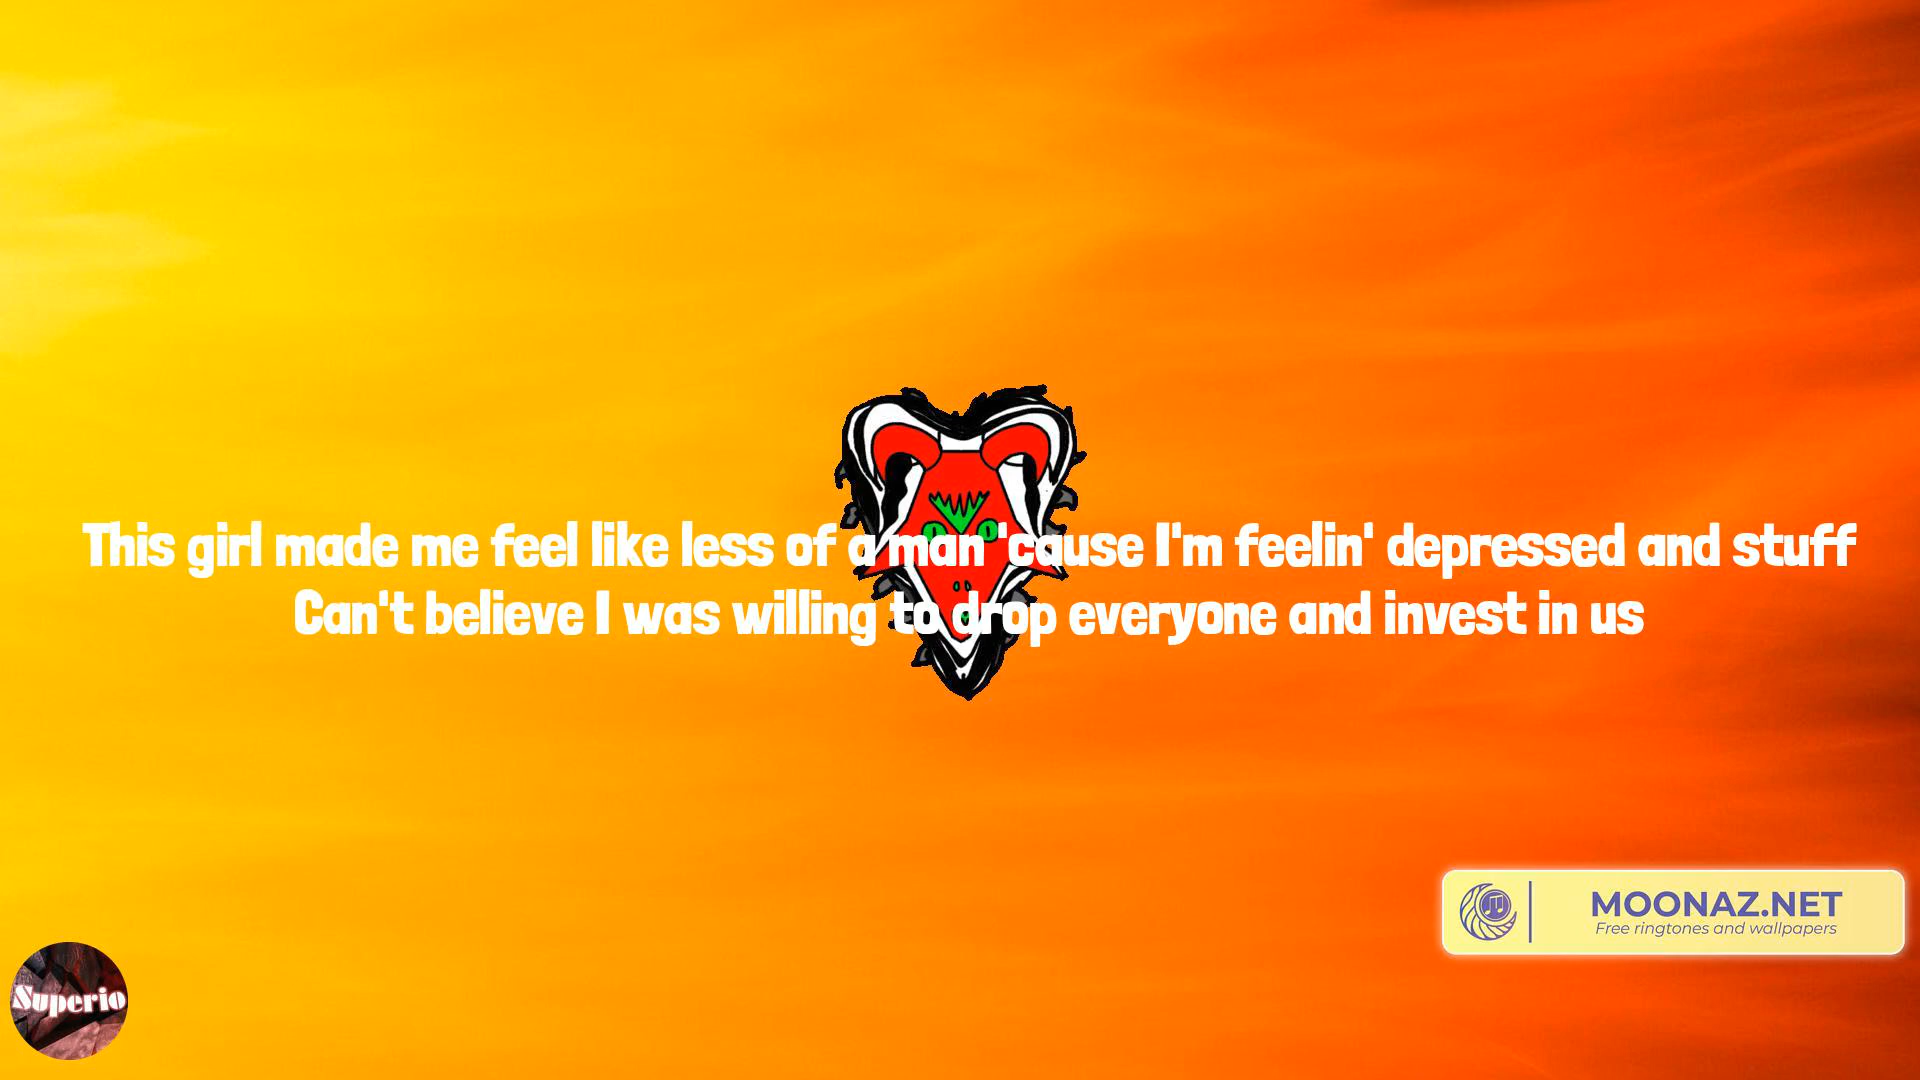 This girl made me feel like less of a man 'cause I'm feelin' depressed and stuff
Can't believe I was willing to drop everyone and invest in us
MOONAZ.NET
Free ringtones and wallpapers
Superio